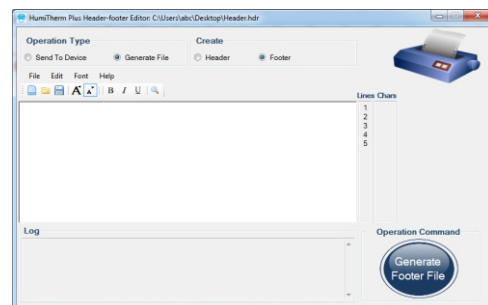 HumiTherm Plus Header-footer Editor: C:\Users\abc\Desktop\Header.hdr
Operation Type
Create
Send To Device
Generate File
Header
Footer
File Edit Font Help
A A B I U
Lines Chars
1
2
3
4
5
Log
Operation Command
Generate
Footer File